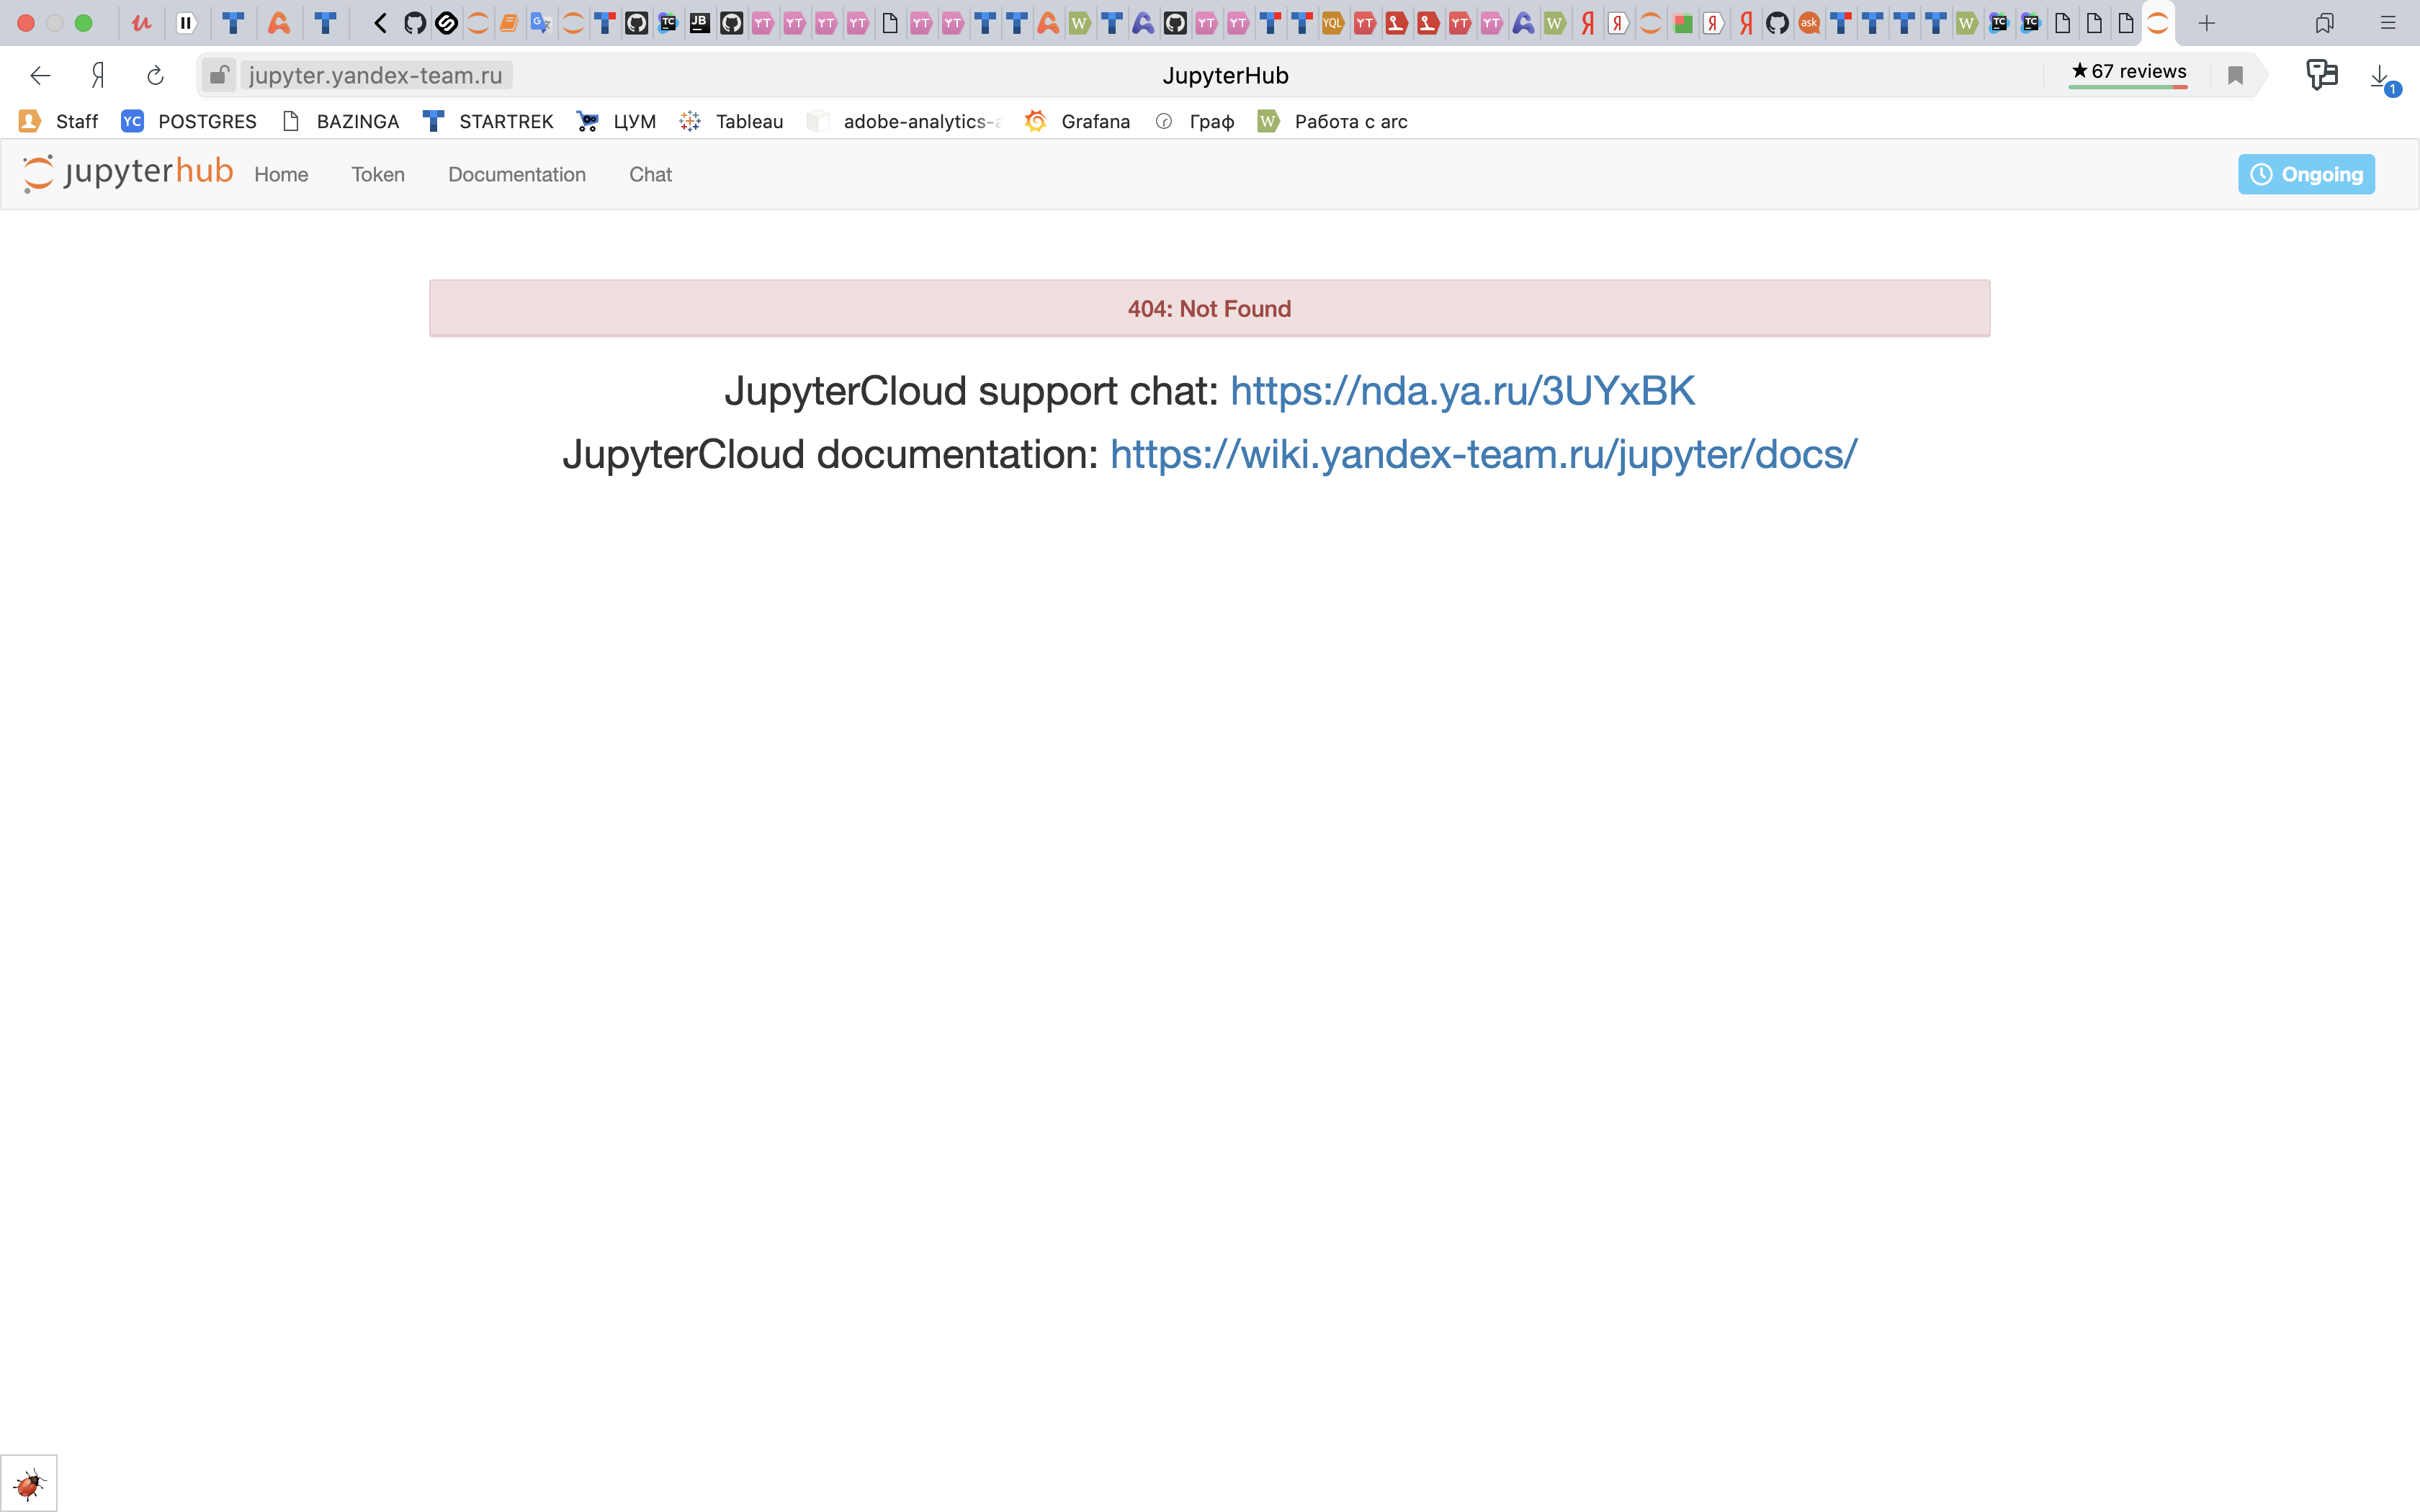 jupyter.yandex-team.ru JupyterHub ★67 reviews 1
Staff YC POSTGRES BAZINGA STARTREK ЦУМ Tableau adobe-analytics-a Grafana Граф W Работа с arc
jupyterhub Home Token Documentation Chat Ongoing
404: Not Found
JupyterCloud support chat: https://nda.ya.ru/3UYxBK
JupyterCloud documentation: https://wiki.yandex-team.ru/jupyter/docs/